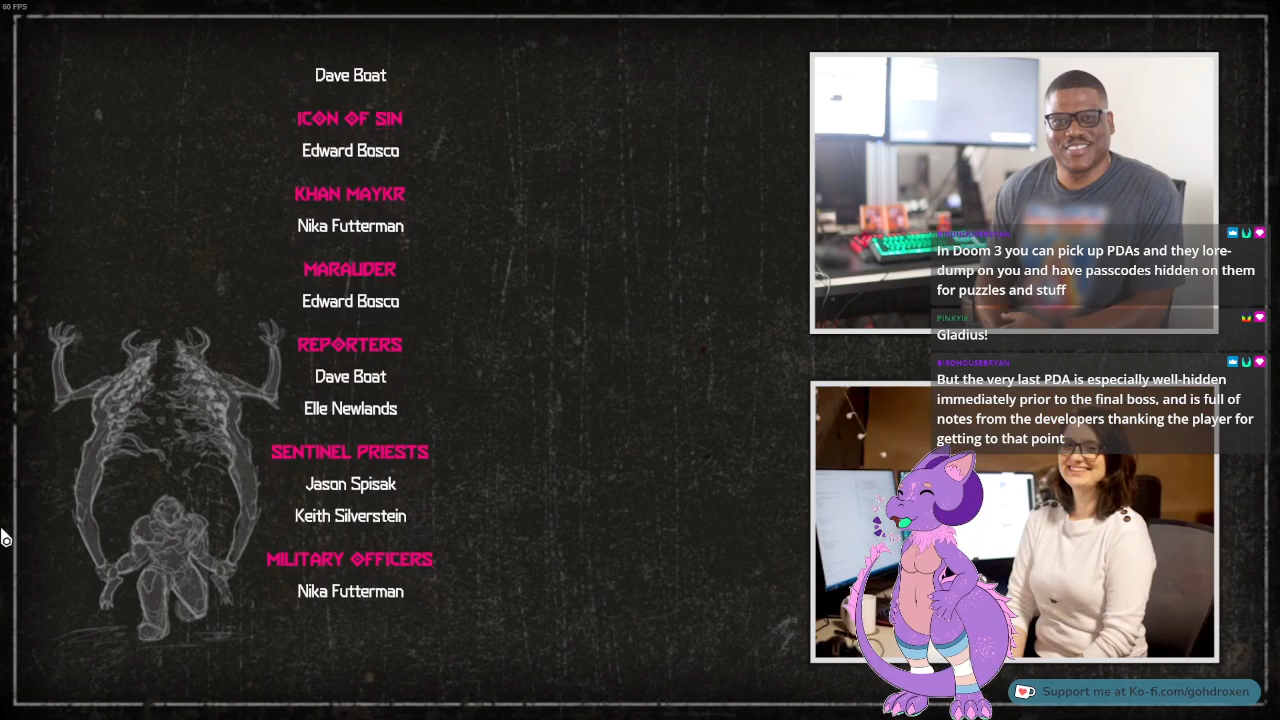 60 FPS
Dave Boat
ICON OF SIN
Edward Bosco
KHAN MAYKR
Nika Futterman
MARAUDER
Edward Bosco
REPORTERS
Dave Boat
Elle Newlands
SENTINEL PRIESTS
Jason Spisak
Keith Silverstein
MILITARY OFFICERS
Nika Futterman
BIRDHOUSEBRYAN
In Doom 3 you can pick up PDAs and they lore-
dump on you and have passcodes hidden on them
for puzzles and stuff
PINKYIK
Gladius!
BIRDHOUSEBRYAN
But the very last PDA is especially well-hidden
immediately prior to the final boss, and is full of
notes from the developers thanking the player for
getting to that point
Support me at Ko-fi.com/gohdroxen